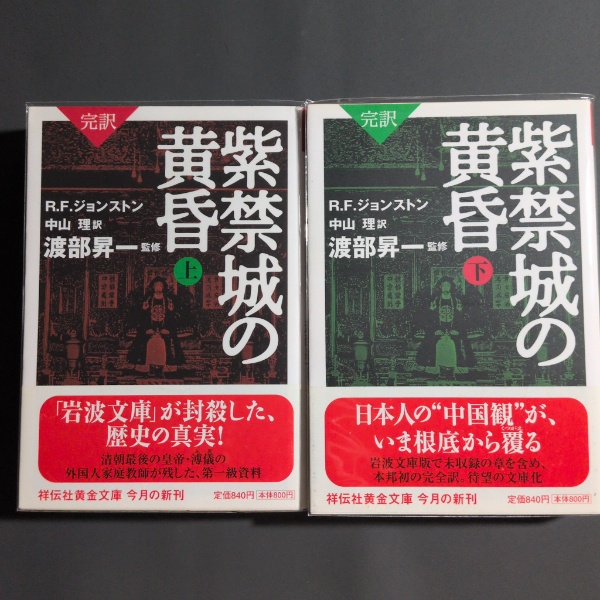 完訳
紫禁城の
黄昏
上
R.F.ジョンストン
中山 理 訳
渡部昇一 監修
「岩波文庫」が封殺した、
歴史の真実!
清朝最後の皇帝・溥儀の
外国人家庭教師が残した、第一級資料
祥伝社黄金文庫 今月の新刊
定価840円 本体800円
完訳
紫禁城の
黄昏
下
R.F.ジョンストン
中山 理 訳
渡部昇一 監修
日本人の“中国観”が、
いま根底から覆る
岩波文庫版で未収録の章を含め、
本邦初の完全訳。待望の文庫化
祥伝社黄金文庫 今月の新刊
定価840円 本体800円